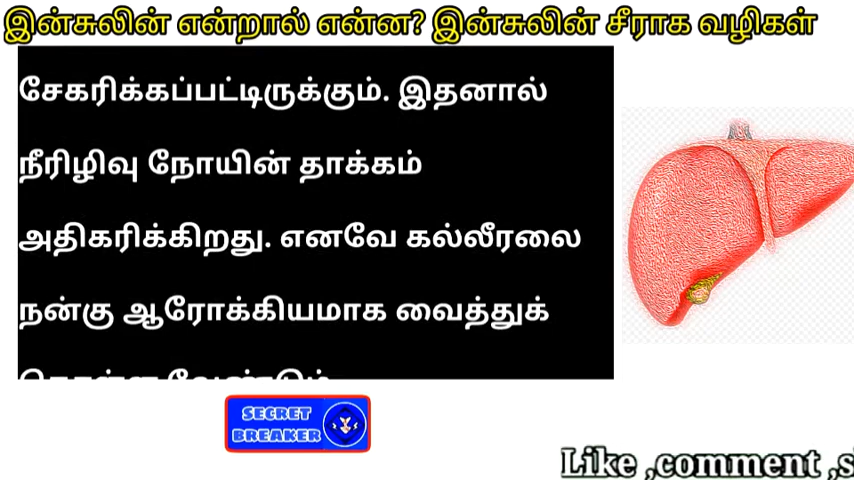 இன்சுலின் என்றால் என்ன? இன்சுலின் சீராக வழிகள்
சேகரிக்கப்பட்டிருக்கும். இதனால்
நீரிழிவு நோயின் தாக்கம்
அதிகரிக்கிறது. எனவே கல்லீரலை
நன்கு ஆரோக்கியமாக வைத்துக்
SECRET
BREAKER
Like ,comment ,s